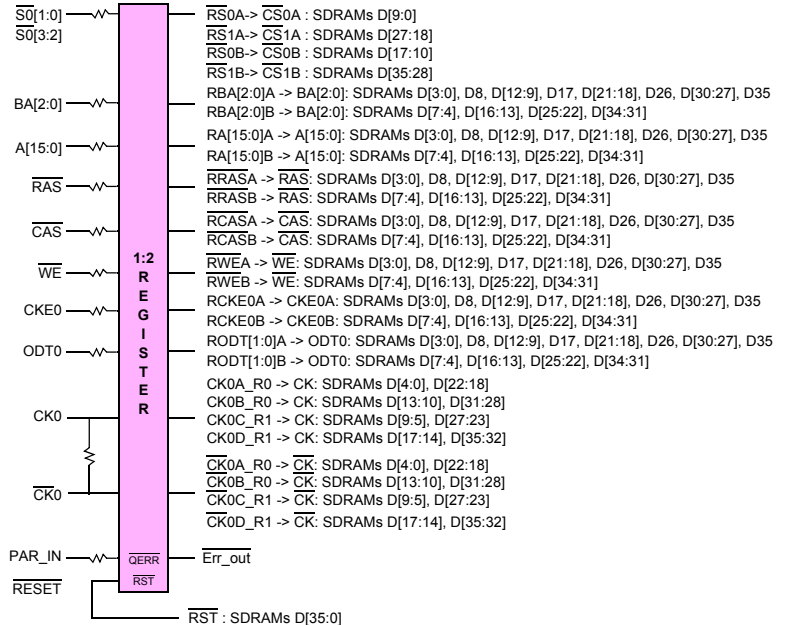 S0[1:0]
S0[3:2]
BA[2:0]
A[15:0]
RAS
CAS
WE
CKE0
ODT0
CK0
CK0
PAR_IN
RESET
1:2
R
E
G
I
S
T
E
R
QERR
RST
RS0A-> CS0A : SDRAMs D[9:0]
RS1A-> CS1A : SDRAMs D[27:18]
RS0B-> CS0B : SDRAMs D[17:10]
RS1B-> CS1B : SDRAMs D[35:28]
RBA[2:0]A -> BA[2:0]: SDRAMs D[3:0], D8, D[12:9], D17, D[21:18], D26, D[30:27], D35
RBA[2:0]B -> BA[2:0]: SDRAMs D[7:4], D[16:13], D[25:22], D[34:31]
RA[15:0]A -> A[15:0]: SDRAMs D[3:0], D8, D[12:9], D17, D[21:18], D26, D[30:27], D35
RA[15:0]B -> A[15:0]: SDRAMs D[7:4], D[16:13], D[25:22], D[34:31]
RRASA -> RAS: SDRAMs D[3:0], D8, D[12:9], D17, D[21:18], D26, D[30:27], D35
RRASB -> RAS: SDRAMs D[7:4], D[16:13], D[25:22], D[34:31]
RCASA -> CAS: SDRAMs D[3:0], D8, D[12:9], D17, D[21:18], D26, D[30:27], D35
RCASB -> CAS: SDRAMs D[7:4], D[16:13], D[25:22], D[34:31]
RWEA -> WE: SDRAMs D[3:0], D8, D[12:9], D17, D[21:18], D26, D[30:27], D35
RWEB -> WE: SDRAMs D[7:4], D[16:13], D[25:22], D[34:31]
RCKE0A -> CKE0A: SDRAMs D[3:0], D8, D[12:9], D17, D[21:18], D26, D[30:27], D35
RCKE0B -> CKE0B: SDRAMs D[7:4], D[16:13], D[25:22], D[34:31]
RODT[1:0]A -> ODT0: SDRAMs D[3:0], D8, D[12:9], D17, D[21:18], D26, D[30:27], D35
RODT[1:0]B -> ODT0: SDRAMs D[7:4], D[16:13], D[25:22], D[34:31]
CK0A_R0 -> CK: SDRAMs D[4:0], D[22:18]
CK0B_R0 -> CK: SDRAMs D[13:10], D[31:28]
CK0C_R1 -> CK: SDRAMs D[9:5], D[27:23]
CK0D_R1 -> CK: SDRAMs D[17:14], D[35:32]
CK0A_R0 -> CK: SDRAMs D[4:0], D[22:18]
CK0B_R0 -> CK: SDRAMs D[13:10], D[31:28]
CK0C_R1 -> CK: SDRAMs D[9:5], D[27:23]
CK0D_R1 -> CK: SDRAMs D[17:14], D[35:32]
Err_out
RST : SDRAMs D[35:0]